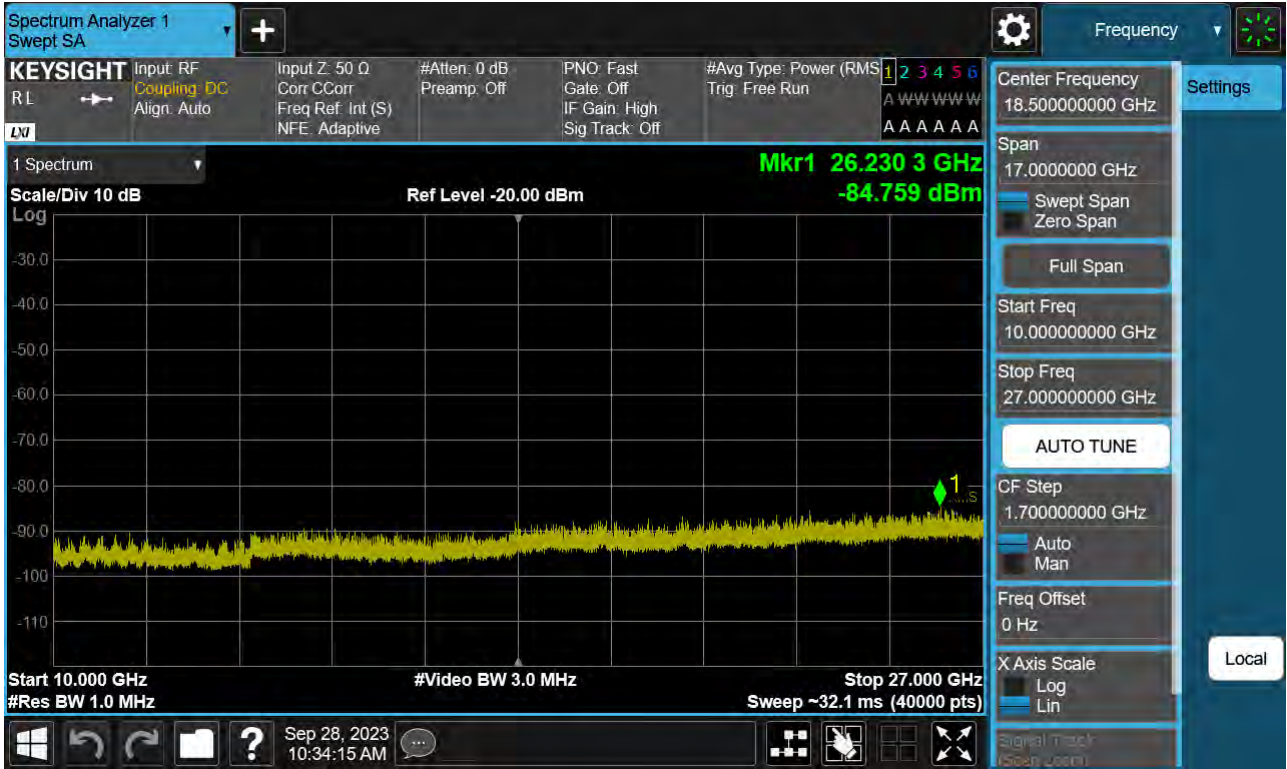 Spectrum Analyzer 1
Swept SA
+
Frequency
KEYSIGHT
RL
LXI
Input: RF
Coupling: DC
Align: Auto
Input Z: 50 Ω
Corr CCorr
Freq Ref: Int (S)
NFE: Adaptive
#Atten: 0 dB
Preamp: Off
PNO: Fast
Gate: Off
IF Gain: High
Sig Track: Off
#Avg Type: Power (RMS
Trig: Free Run
1 2 3 4 5 6
A W W W W W
A A A A A A
1 Spectrum
Scale/Div 10 dB
Log
Ref Level -20.00 dBm
Mkr1 26.230 3 GHz
-84.759 dBm
-30.0
-40.0
-50.0
-60.0
-70.0
-80.0
-90.0
-100
-110
1
S
Start 10.000 GHz
#Res BW 1.0 MHz
#Video BW 3.0 MHz
Stop 27.000 GHz
Sweep ~32.1 ms (40000 pts)
?
Sep 28, 2023
10:34:15 AM
Center Frequency
18.500000000 GHz
Span
17.0000000 GHz
Swept Span
Zero Span
Full Span
Start Freq
10.000000000 GHz
Stop Freq
27.000000000 GHz
AUTO TUNE
CF Step
1.700000000 GHz
Auto
Man
Freq Offset
0 Hz
X Axis Scale
Log
Lin
Signal Track
(Span Zoom)
Settings
Local